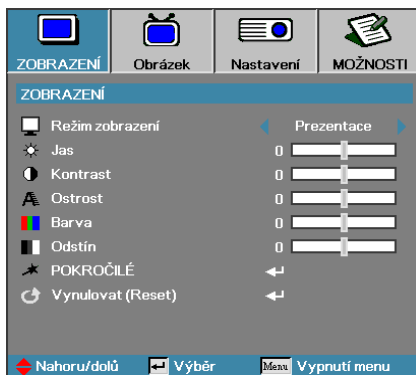 ZOBRAZENÍ Obrázek Nastavení MOŽNOSTI
ZOBRAZENÍ
Režim zobrazení Prezentace
Jas 0
Kontrast 0
Ostrost 0
Barva 0
Odstín 0
POKROČILÉ
Vynulovat (Reset)
Nahoru/dolů Výběr Menu Vypnutí menu